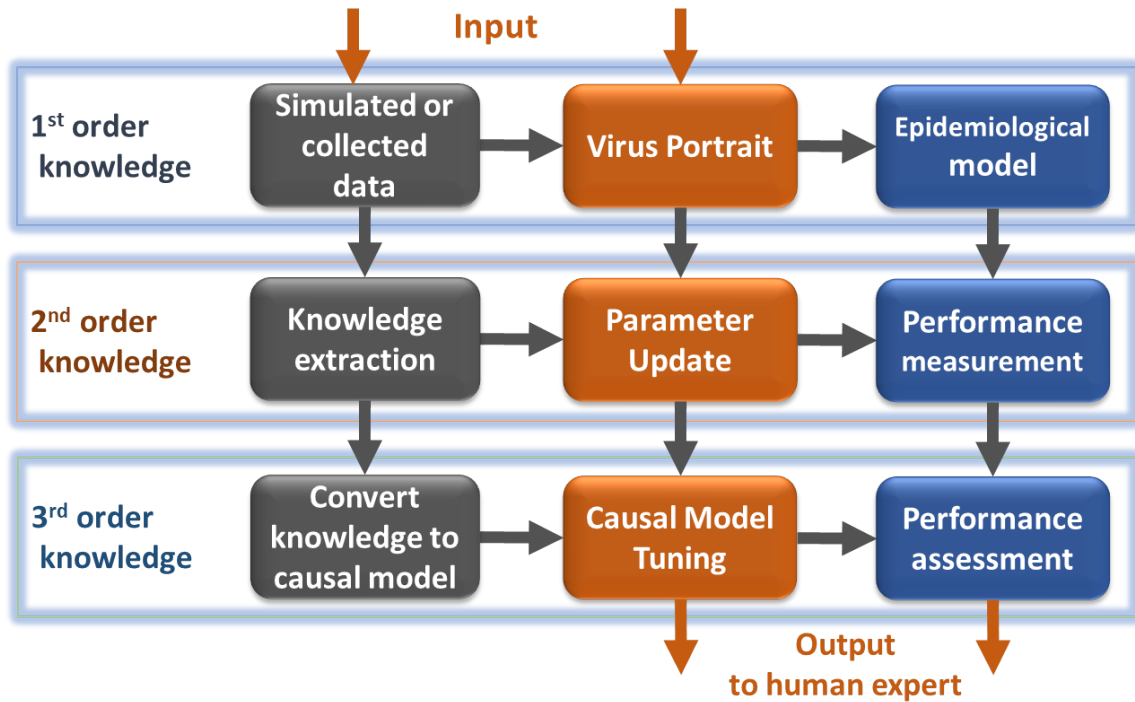 Input
1st order
knowledge
Simulated or
collected
data
Virus Portrait
Epidemiological
model
2nd order
knowledge
Knowledge
extraction
Parameter
Update
Performance
measurement
3rd order
knowledge
Convert
knowledge to
causal model
Causal Model
Tuning
Performance
assessment
Output
to human expert